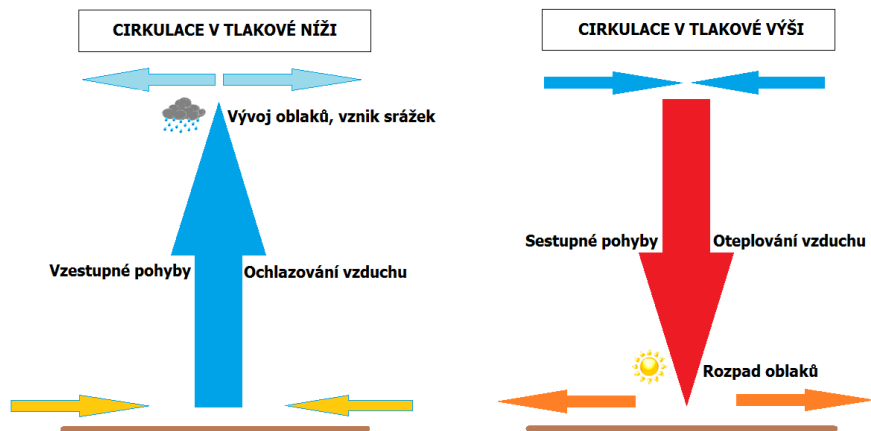 CIRKULACE V TLAKOVÉ NÍŽI
CIRKULACE V TLAKOVÉ VÝŠI
Vývoj oblaků, vznik srážek
Vzestupné pohyby
Ochlazování vzduchu
Sestupné pohyby
Oteplování vzduchu
Rozpad oblaků